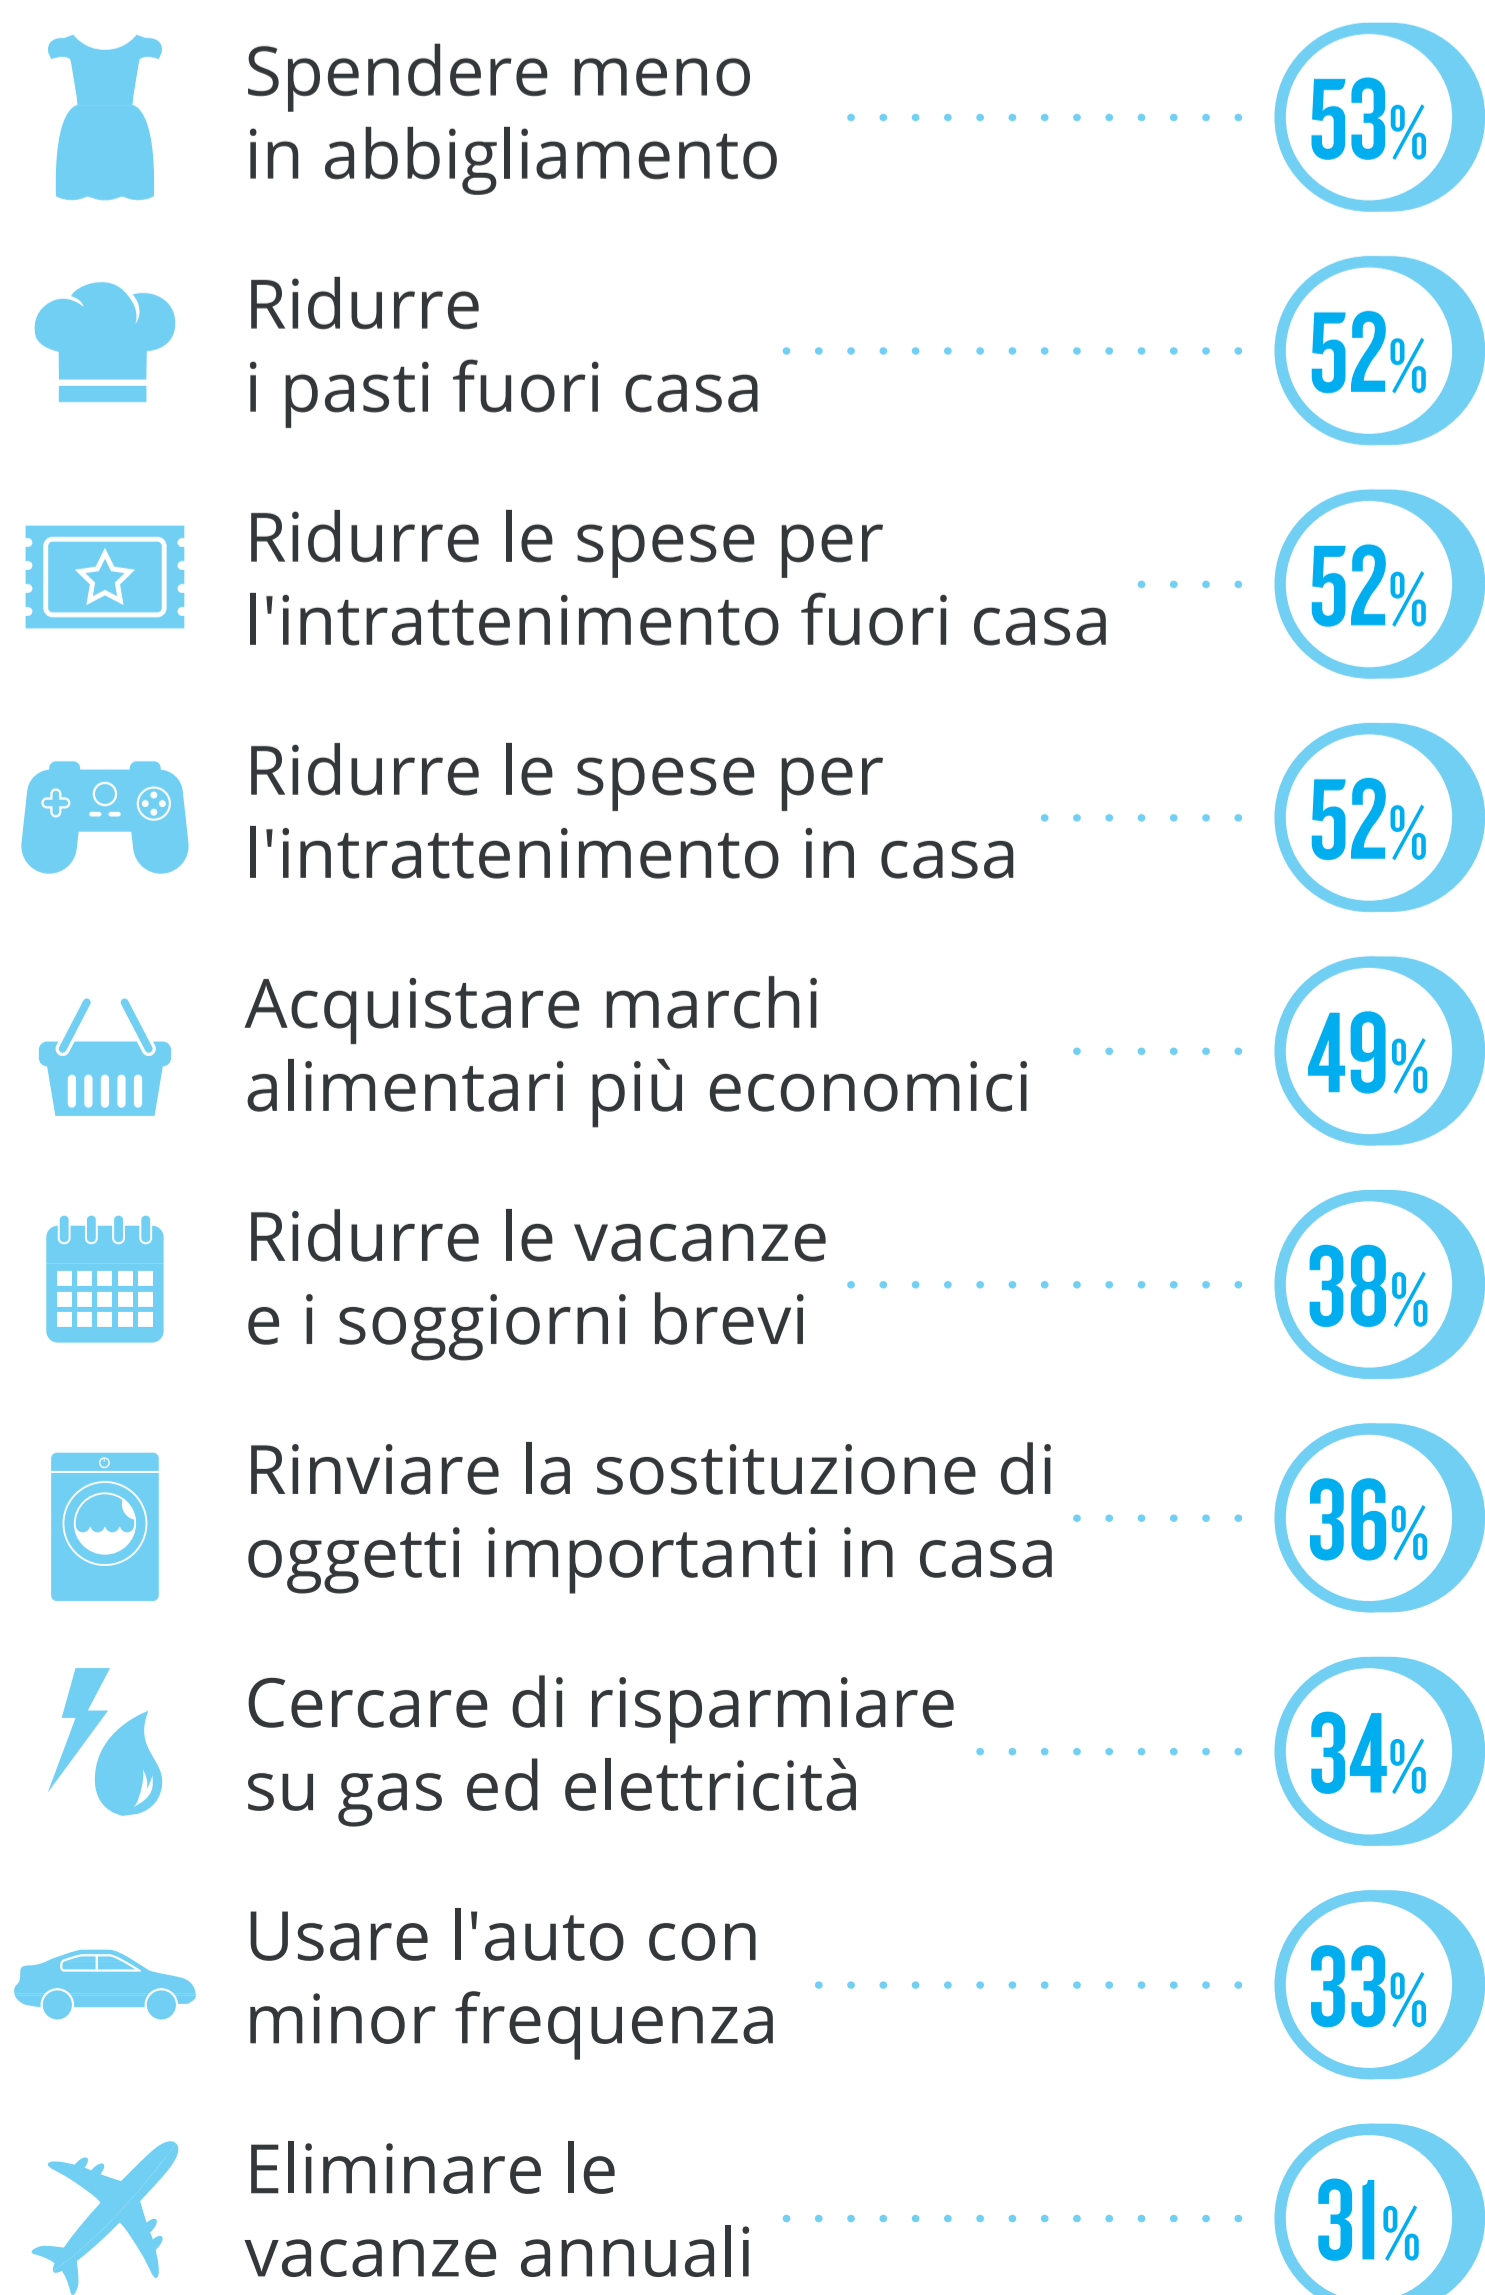 Spendere meno
in abbigliamento
53%
Ridurre
i pasti fuori casa
52%
Ridurre le spese per
l'intrattenimento fuori casa
52%
Ridurre le spese per
l'intrattenimento in casa
52%
Acquistare marchi
alimentari più economici
49%
Ridurre le vacanze
e i soggiorni brevi
38%
Rinviare la sostituzione di
oggetti importanti in casa
36%
Cercare di risparmiare
su gas ed elettricità
34%
Usare l'auto con
minor frequenza
33%
Eliminare le
vacanze annuali
31%